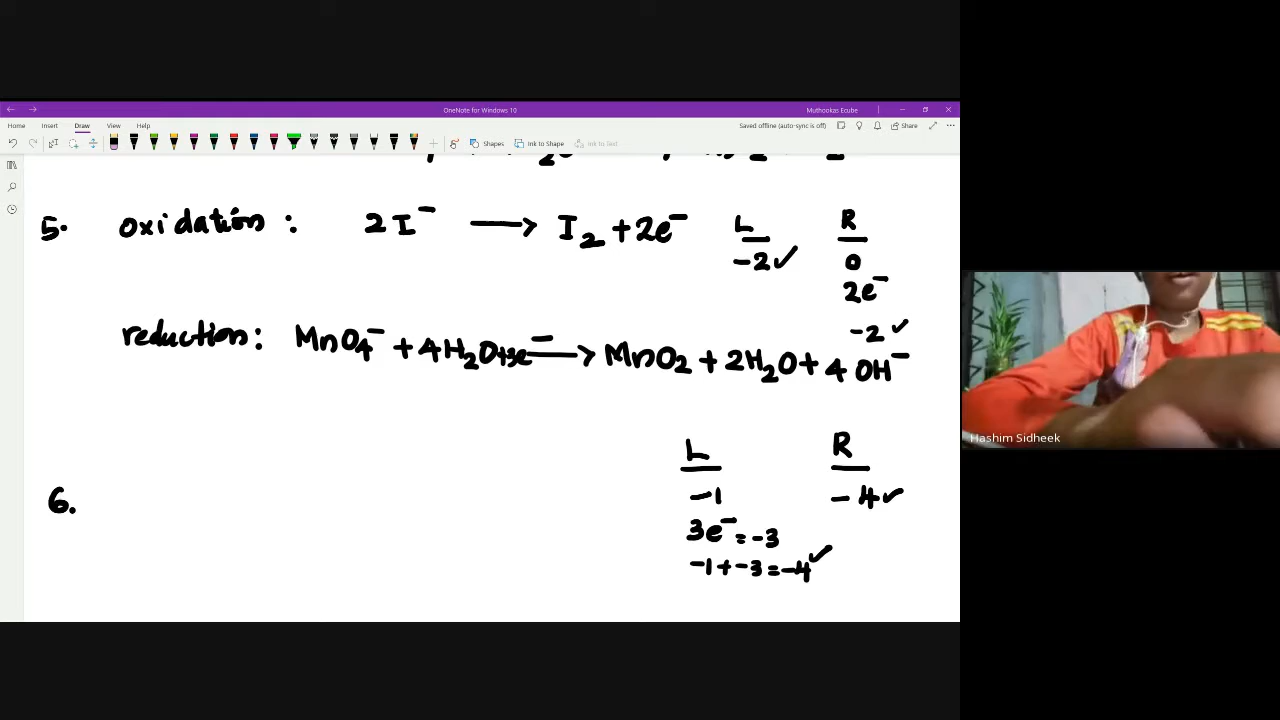 OneNote for Windows 10
Muthookas Ecube
Home Insert Draw View Help
Saved offline (auto-sync is off) Share
Shapes Ink to Shape Ink to Text
5. oxidation: 2I⁻ ⟶ I₂ + 2e⁻ L R
-2 ✓ 0
2e⁻
-2 ✓
reduction: MnO₄⁻ + 4H₂O+3e⁻ ⟶ MnO₂ + 2H₂O + 4OH⁻
L R
6. -1 -4 ✓
3e⁻ = -3
-1 + -3 = -4 ✓
Hashim Sidheek